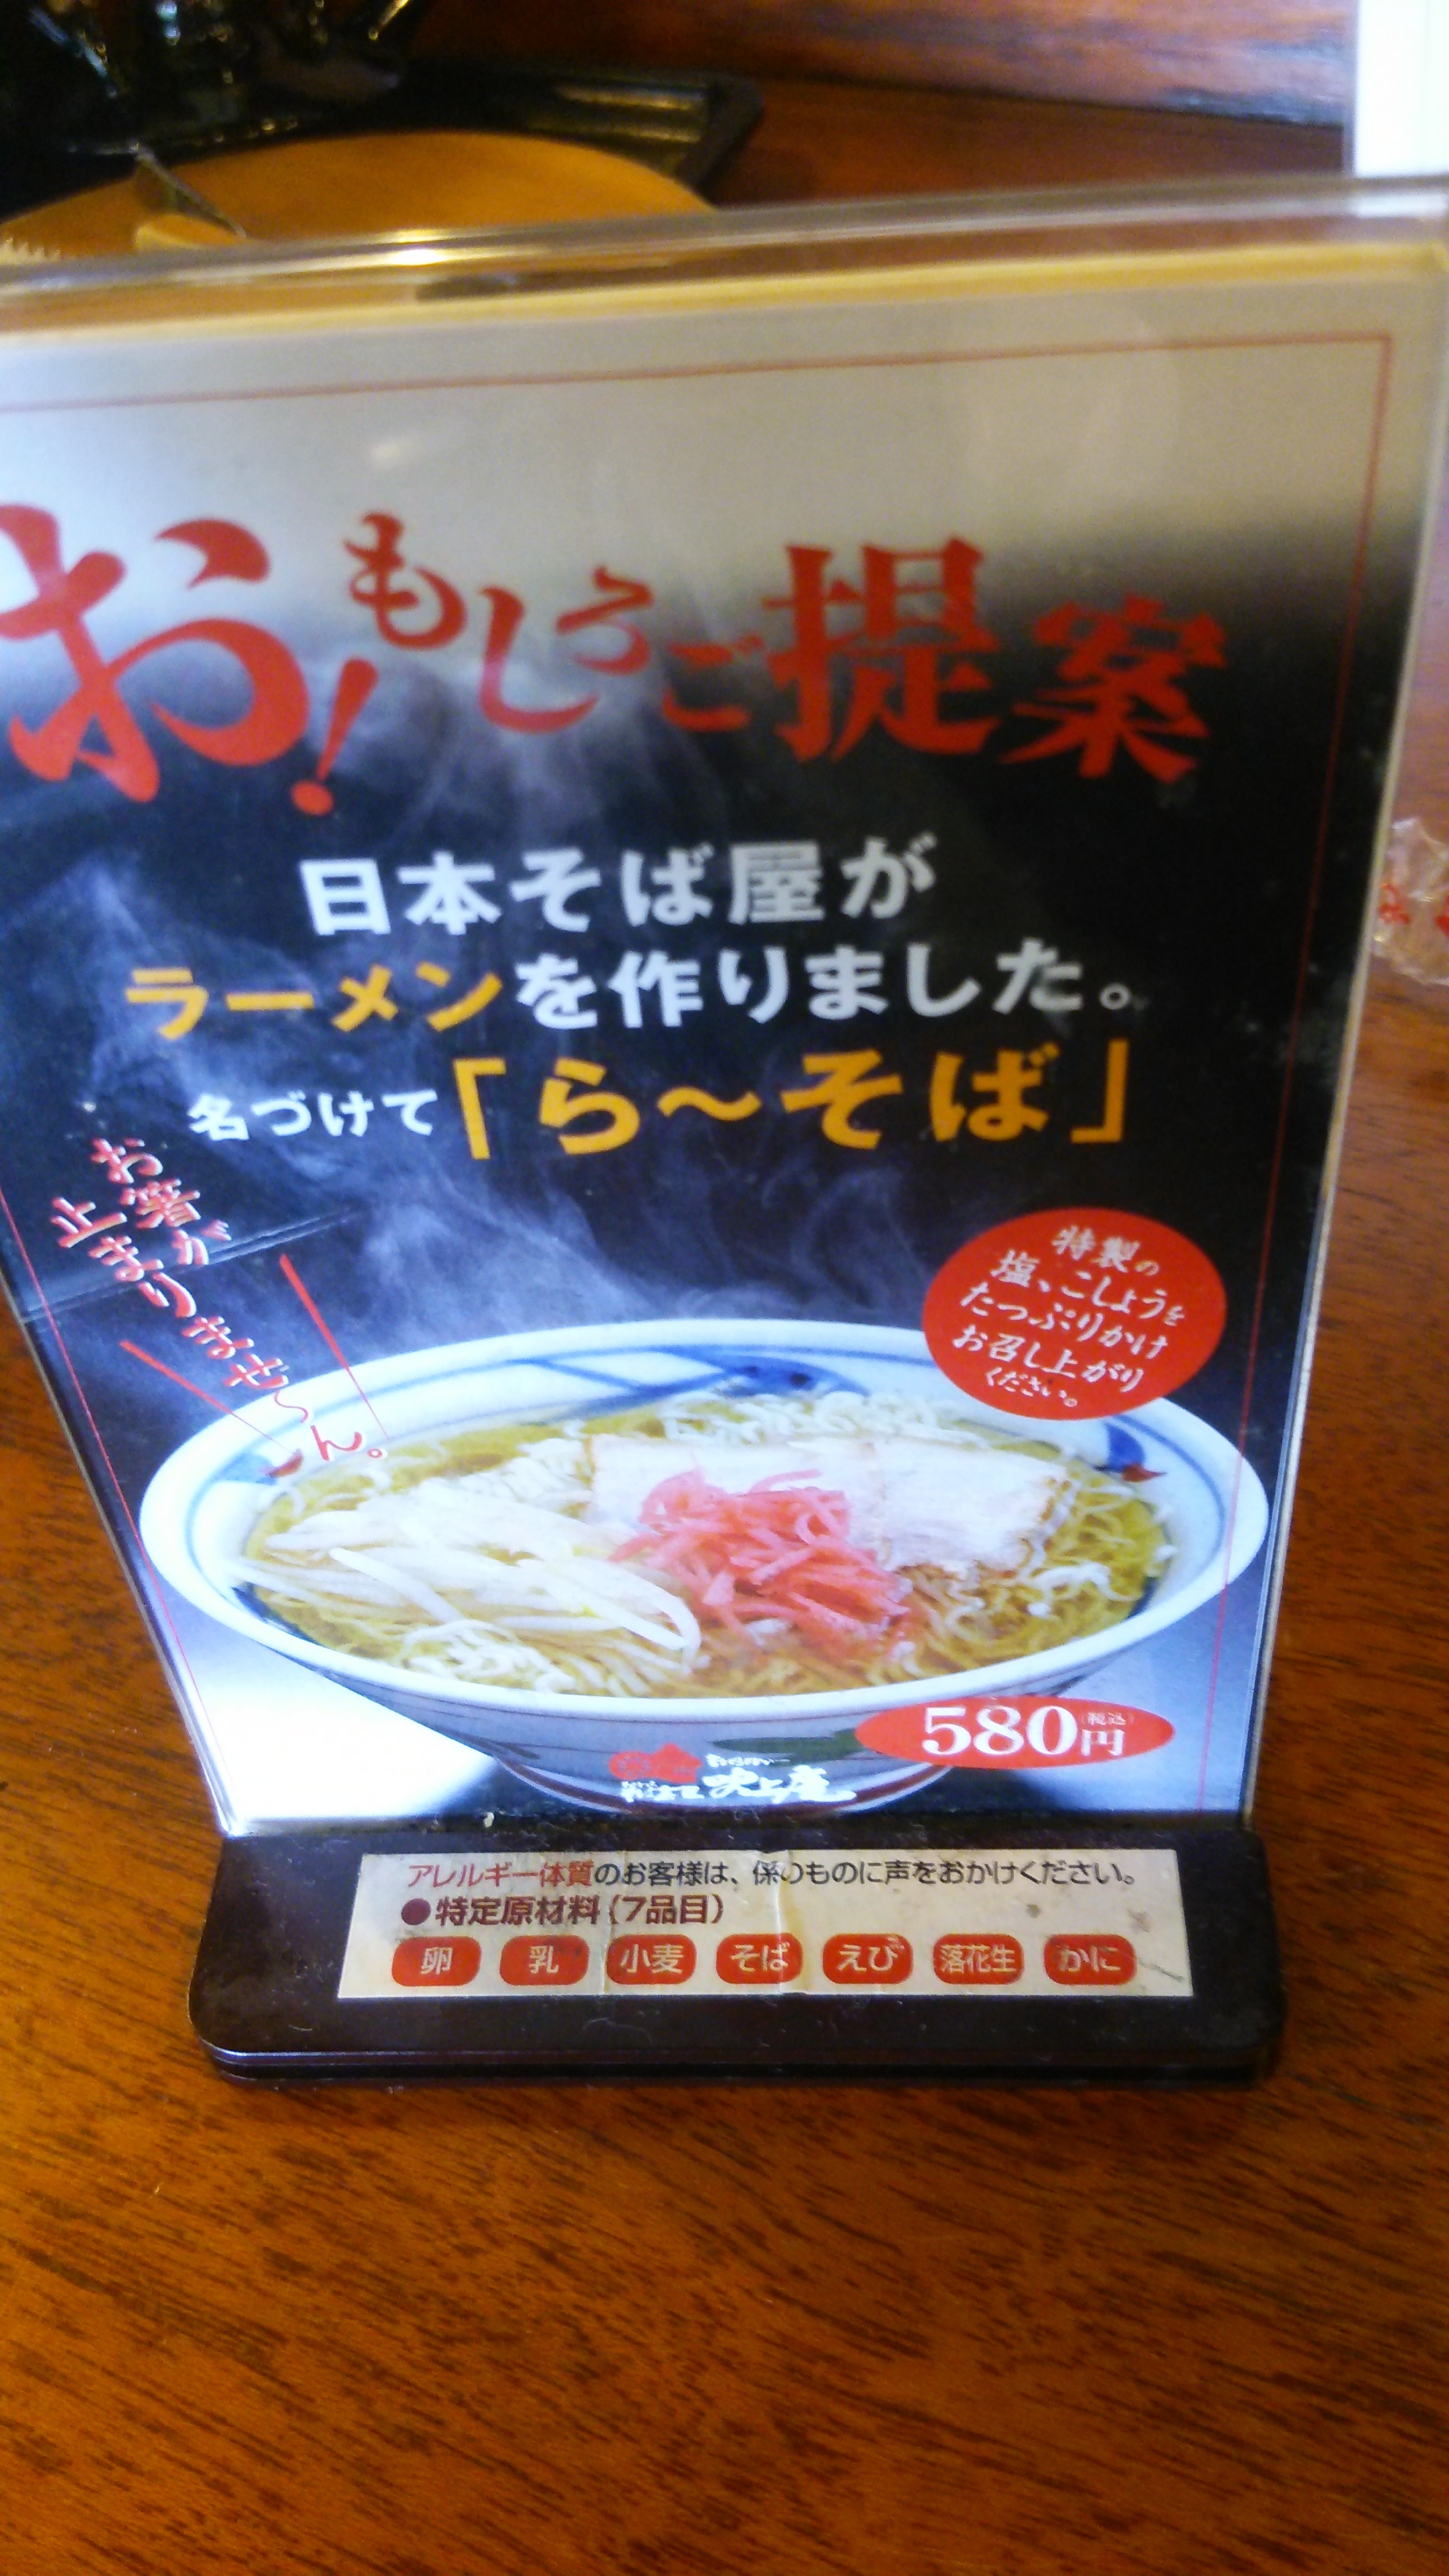 お!もしろご提案
日本そば屋が
ラーメンを作りました。
名づけて「ら〜そば」
お箸が
止まりませ〜ん。
特製の
塩、こしょうを
たっぷりかけ
お召し上がり
ください。
580円(税込)
吹上庵
アレルギー体質のお客様は、係のものに声をおかけください。
●特定原材料(7品目)
卵 乳 小麦 そば えび 落花生 かに